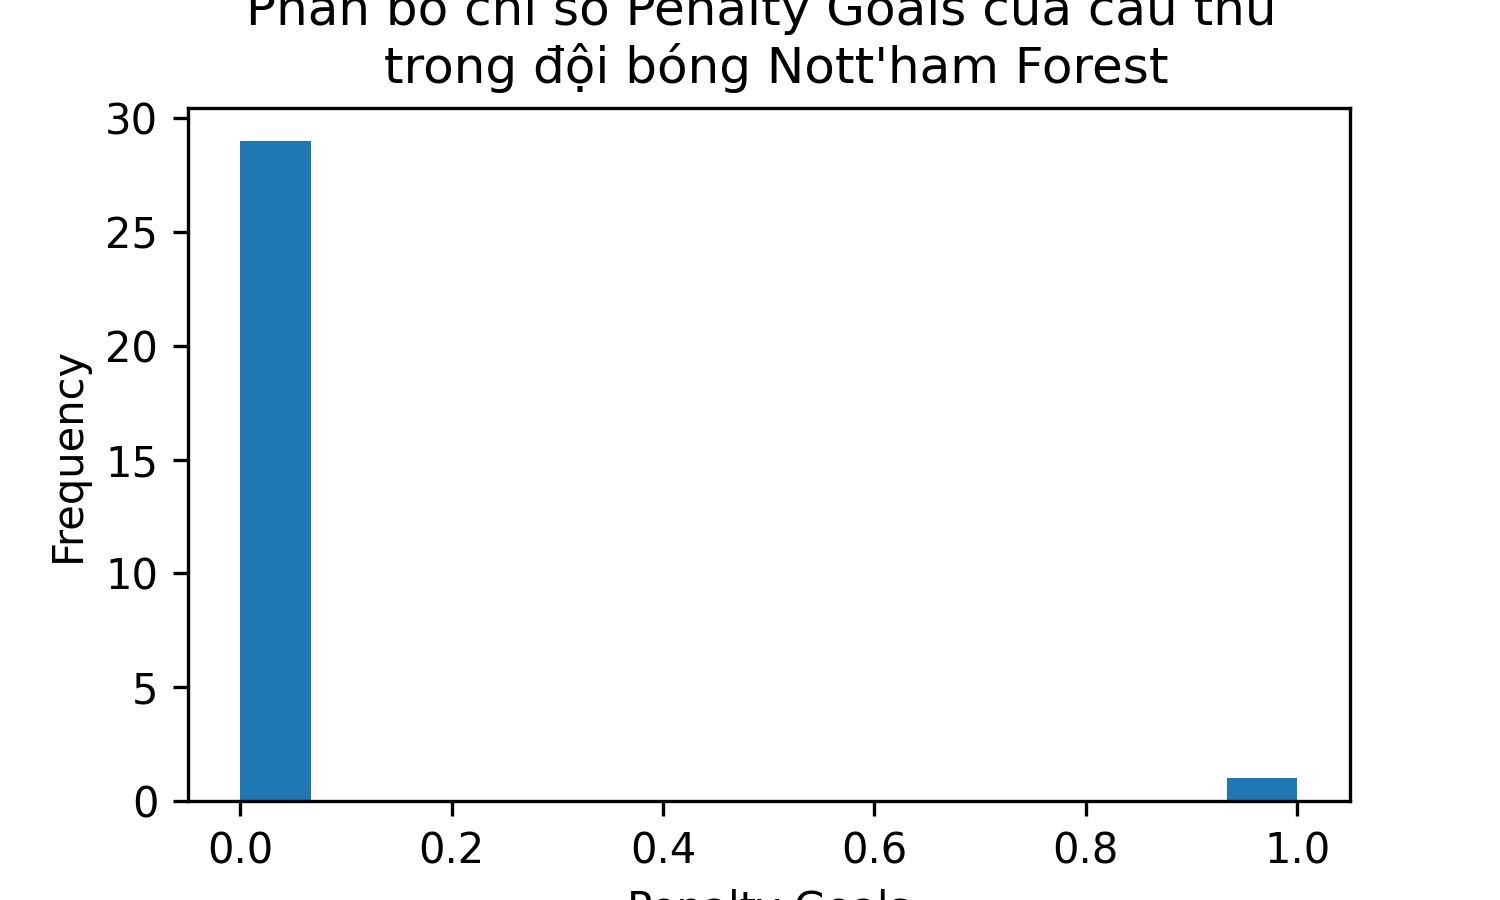 Phân bố chỉ số Penalty Goals của cầu thủ
trong đội bóng Nott'ham Forest
30
25
20
15
10
5
0
Frequency
0.0 0.2 0.4 0.6 0.8 1.0
Penalty Goals